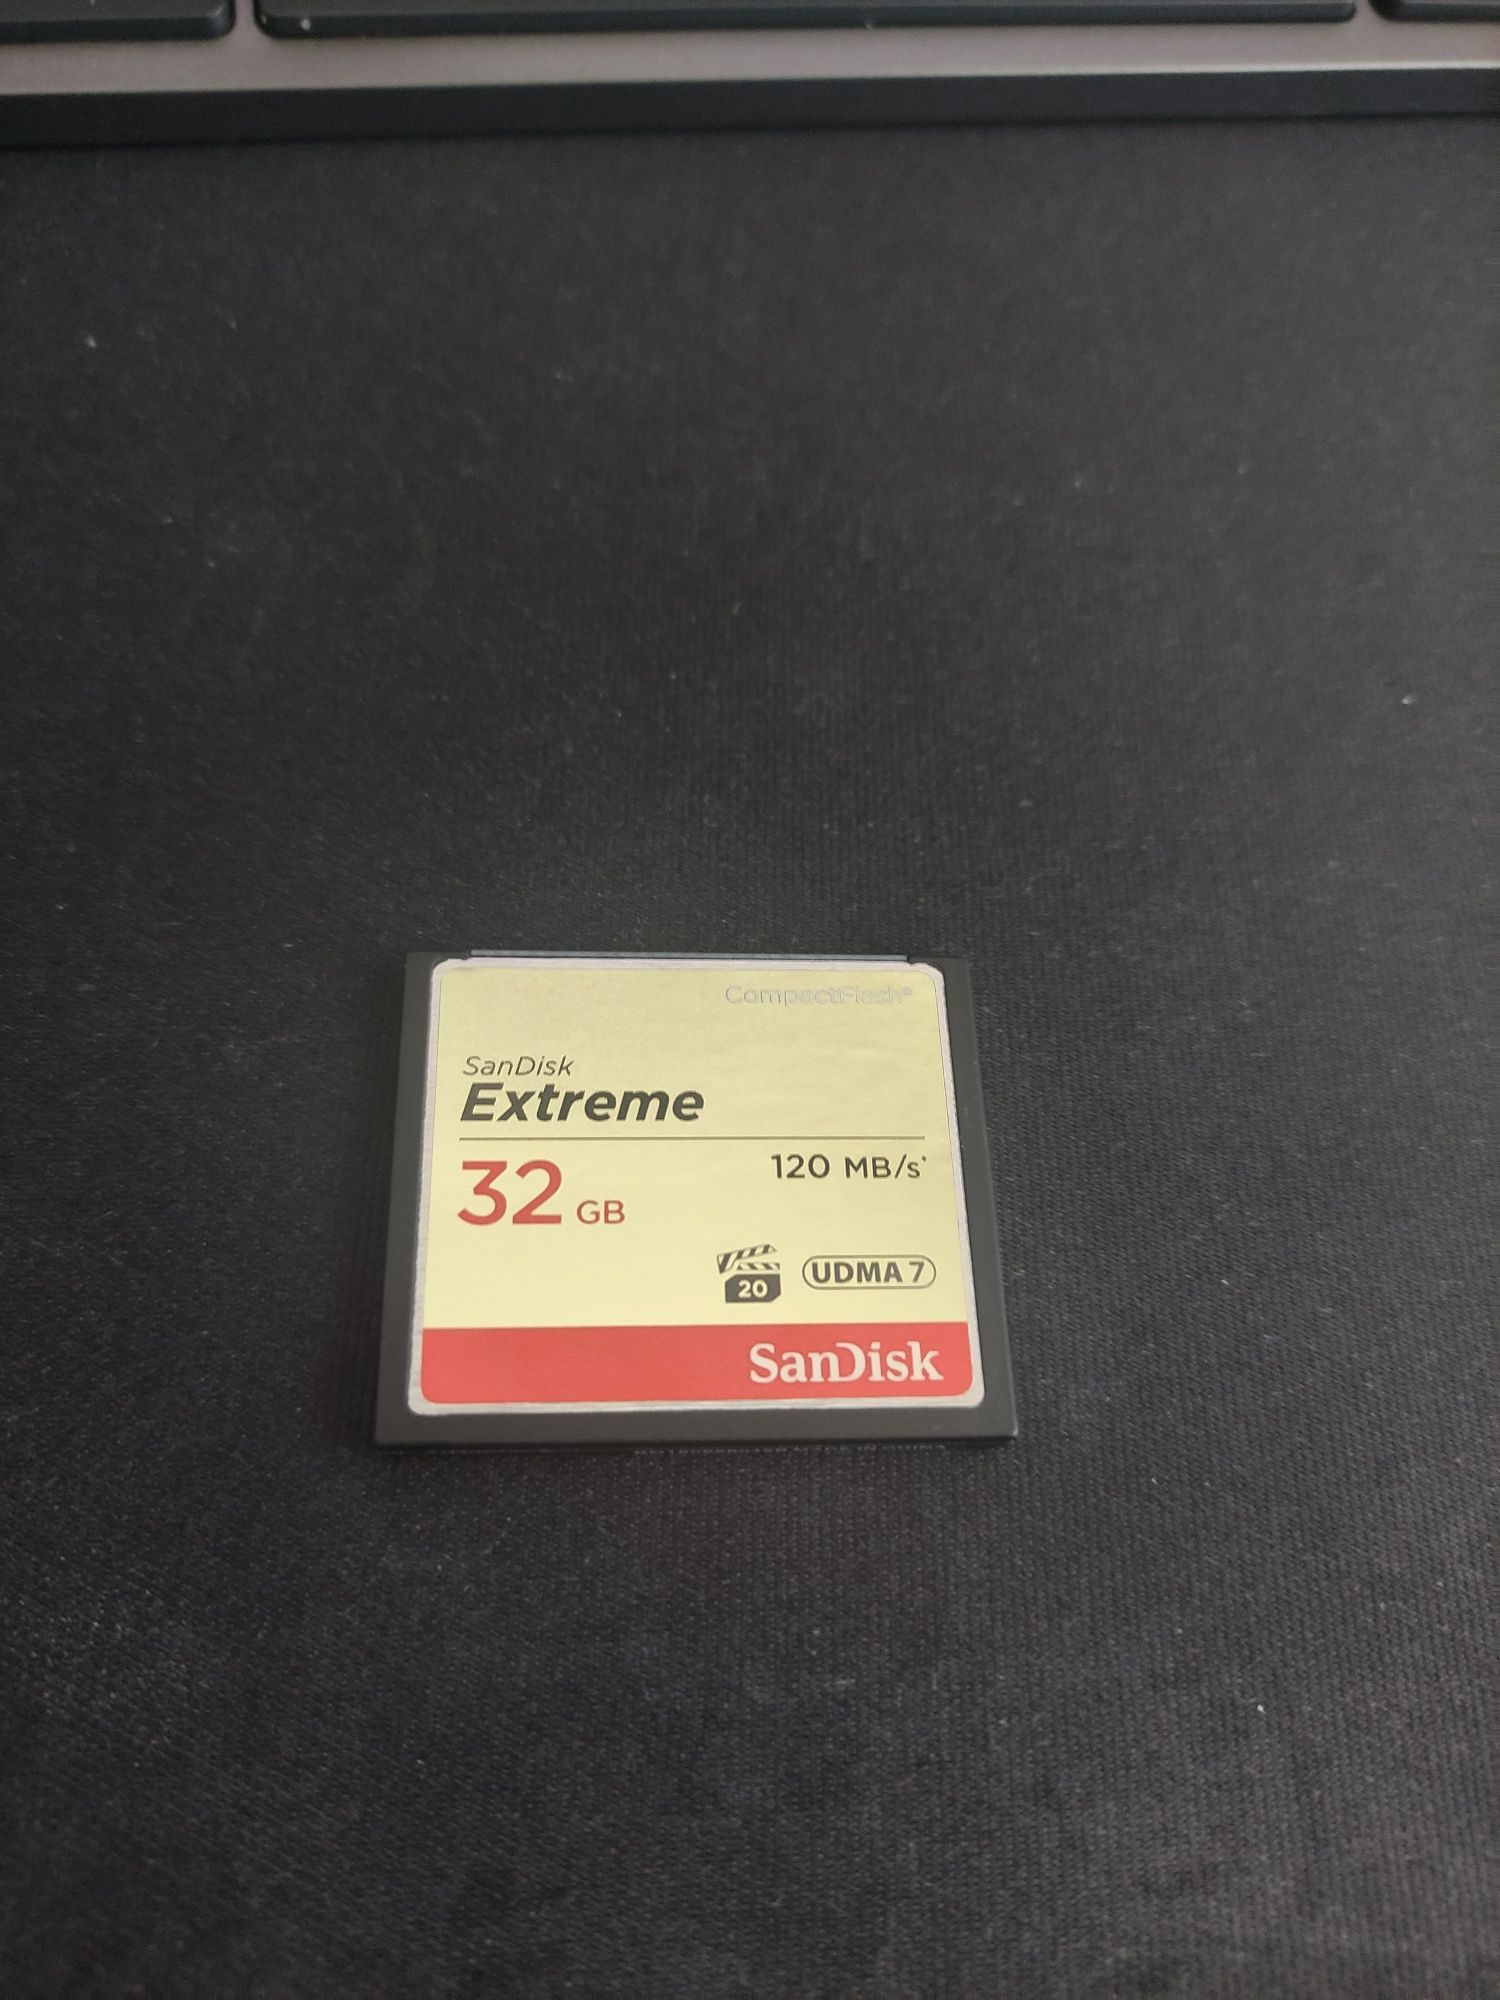 CompactFlash®
SanDisk
Extreme
32 GB
120 MB/s*
20
UDMA 7
SanDisk